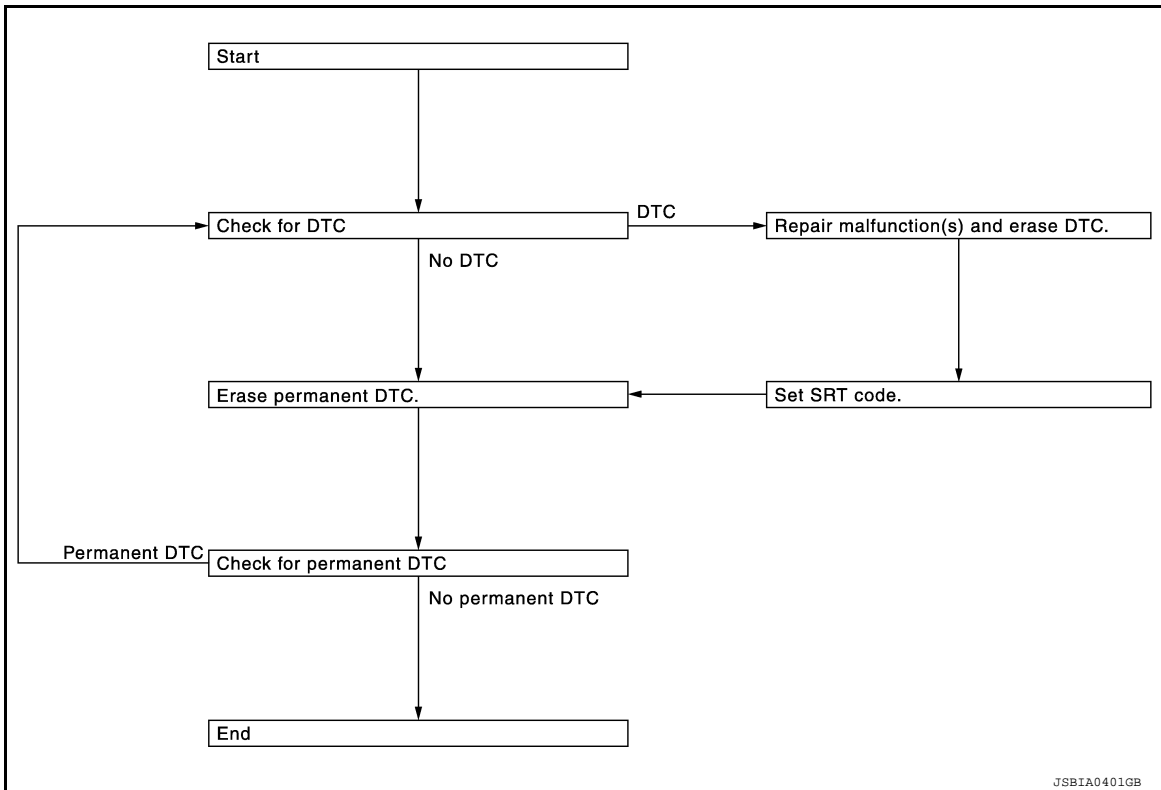 Start
Check for DTC
DTC
Repair malfunction(s) and erase DTC.
No DTC
Erase permanent DTC.
Set SRT code.
Permanent DTC
Check for permanent DTC
No permanent DTC
End
JSBIA0401GB